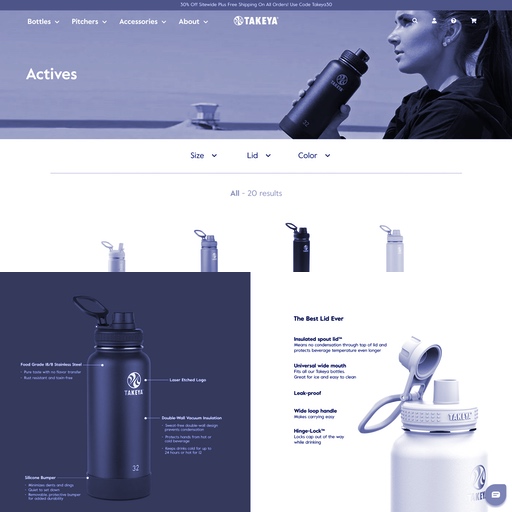 30% Off Sitewide Plus Free Shipping On All Orders! Use Code Takeya30
Bottles Pitchers Accessories About TAKEYA
Actives
32
Size Lid Color
All - 20 results
Food Grade 18/8 Stainless Steel
- Pure taste with no flavor transfer
- Rust resistant and toxin-free
Laser Etched Logo
TAKEYA
Double Wall Vacuum Insulation
- Sweat-free double wall design
prevents condensation
- Protects hands from hot or
cold beverage
- Keeps drinks cold for up to
24 hours or hot for 12
32
Silicone Bumper
- Minimizes dents and dings
- Quiet to set down
- Removable, protective bumper
for added durability
The Best Lid Ever
Insulated spout lid™
Means no condensation through top of lid and
protects beverage temperature even longer
Universal wide mouth
Fits all our Takeya bottles.
Great for ice and easy to clean
Leak-proof
Wide loop handle
Makes carrying easy
Hinge-Lock™
Locks cap out of the way
while drinking
TAKEYA
TAKEYA